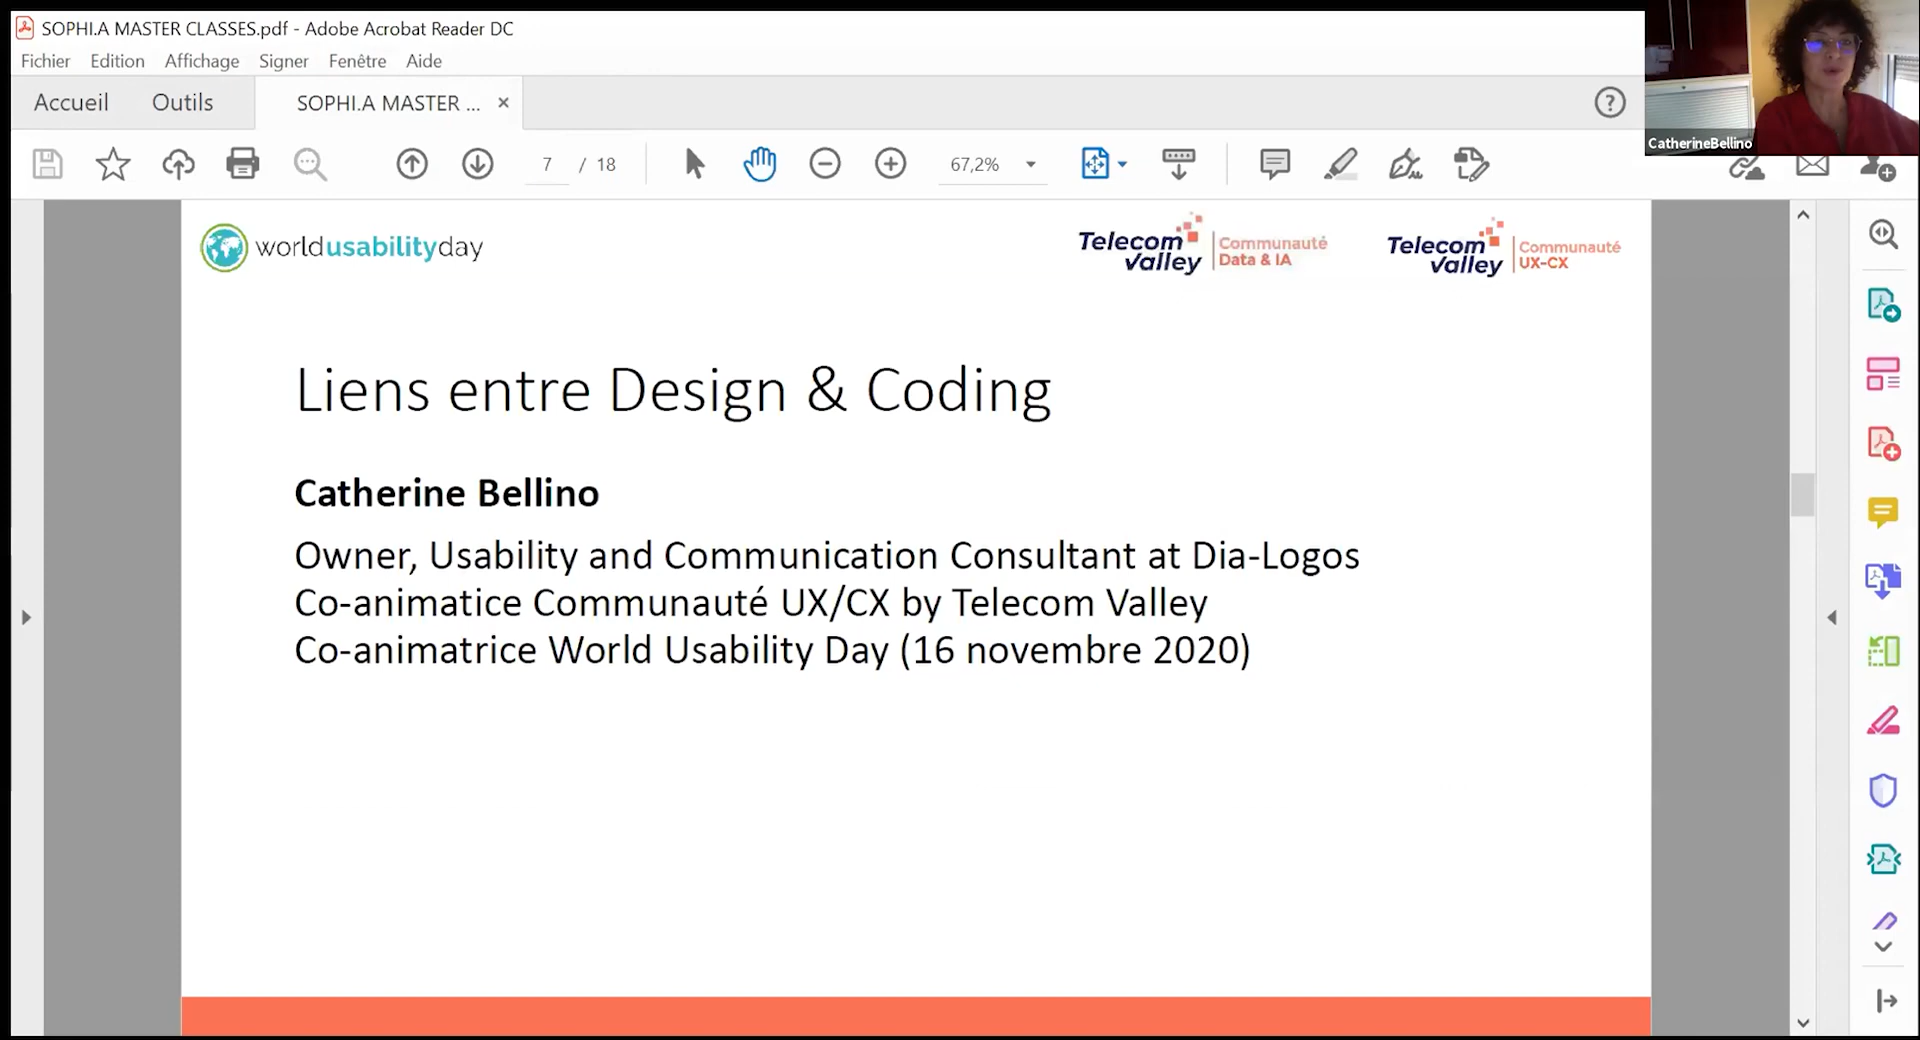 SOPHI.A MASTER CLASSES.pdf - Adobe Acrobat Reader DC
Fichier Edition Affichage Signer Fenêtre Aide
Accueil Outils SOPHI.A MASTER ... ×
?
7 / 18 67,2%
CatherineBellino
worldusabilityday
Telecom Valley Communauté Data & IA
Telecom Valley Communauté UX-CX
Liens entre Design & Coding
Catherine Bellino
Owner, Usability and Communication Consultant at Dia-Logos
Co-animatice Communauté UX/CX by Telecom Valley
Co-animatrice World Usability Day (16 novembre 2020)